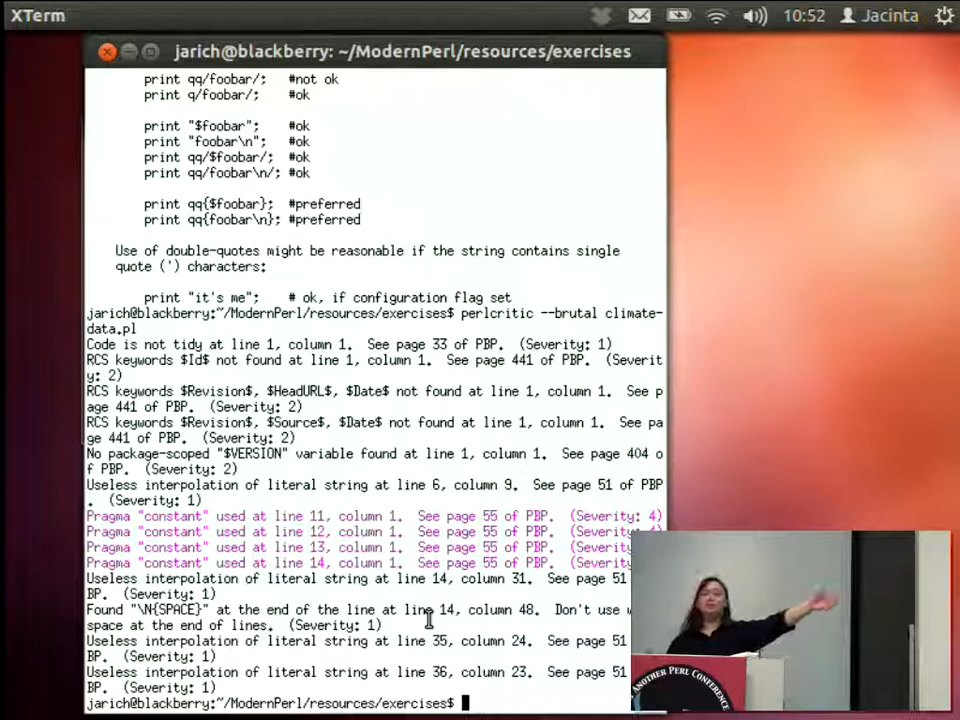 XTerm
10:52 Jacinta
jarich@blackberry: ~/ModernPerl/resources/exercises
print qq/foobar/; #not ok
print q/foobar/; #ok
print "$foobar"; #ok
print "foobar\n"; #ok
print qq/$foobar/; #ok
print qq/foobar\n/; #ok
print qq{$foobar}; #preferred
print qq{foobar\n}; #preferred
Use of double-quotes might be reasonable if the string contains single
quote (') characters:
print "it's me"; # ok, if configuration flag set
jarich@blackberry:~/ModernPerl/resources/exercises$ perlcritic --brutal climate-
data.pl
Code is not tidy at line 1, column 1. See page 33 of PBP. (Severity: 1)
RCS keywords $Id$ not found at line 1, column 1. See page 441 of PBP. (Severit
y: 2)
RCS keywords $Revision$, $HeadURL$, $Date$ not found at line 1, column 1. See p
age 441 of PBP. (Severity: 2)
RCS keywords $Revision$, $Source$, $Date$ not found at line 1, column 1. See pa
ge 441 of PBP. (Severity: 2)
No package-scoped "$VERSION" variable found at line 1, column 1. See page 404 o
f PBP. (Severity: 2)
Useless interpolation of literal string at line 6, column 9. See page 51 of PBP
. (Severity: 1)
Pragma "constant" used at line 11, column 1. See page 55 of PBP. (Severity: 4)
Pragma "constant" used at line 12, column 1. See page 55 of PBP. (Severity: 4)
Pragma "constant" used at line 13, column 1. See page 55 of PBP.
Pragma "constant" used at line 14, column 1. See page 55 of PBP.
Useless interpolation of literal string at line 14, column 31. See page 51
BP. (Severity: 1)
Found "\N{SPACE}" at the end of the line at line 14, column 48. Don't use
space at the end of lines. (Severity: 1)
Useless interpolation of literal string at line 35, column 24. See page 51
BP. (Severity: 1)
Useless interpolation of literal string at line 36, column 23. See page 51
BP. (Severity: 1)
jarich@blackberry:~/ModernPerl/resources/exercises$
ANOTHER PERL CONFERENCE